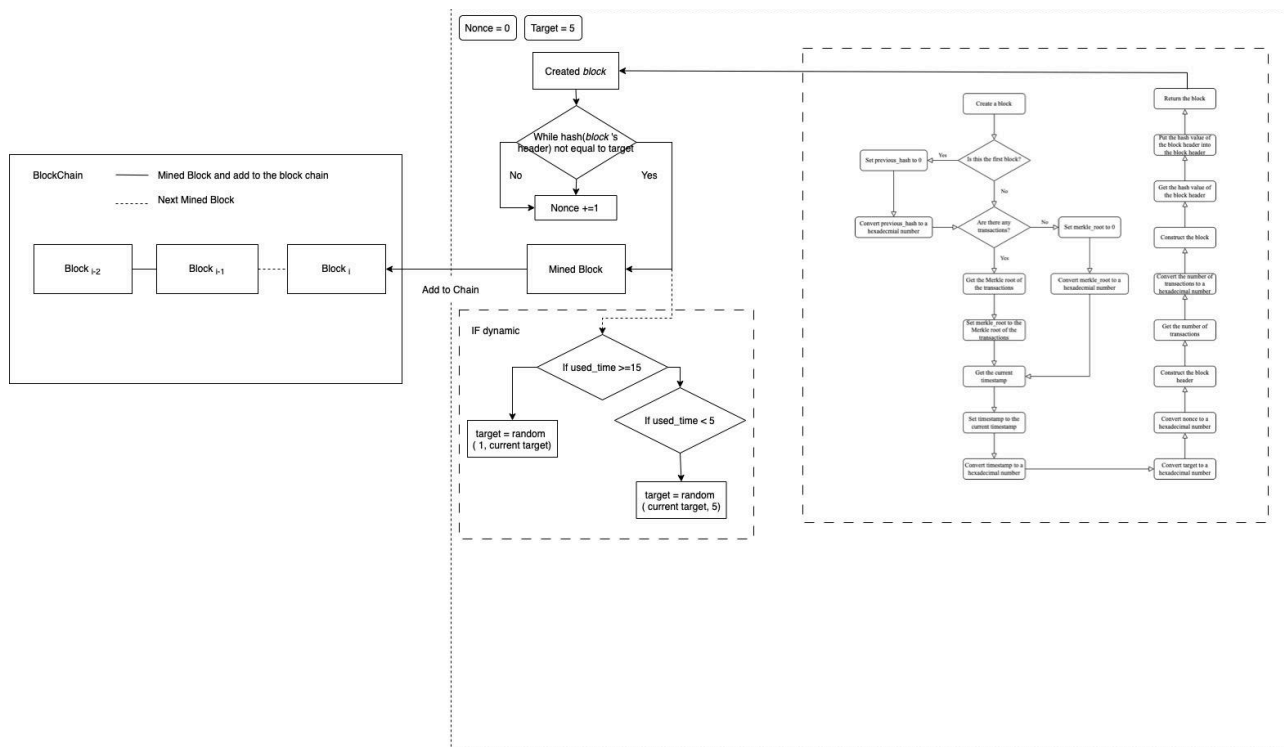 Nonce = 0
Target = 5
Created block
While hash(block 's
header) not equal to target
No
Yes
Nonce +=1
BlockChain
Mined Block and add to the block chain
Next Mined Block
Block i-2
Block i-1
Block i
Add to Chain
Mined Block
IF dynamic
If used_time >=15
If used_time < 5
target = random
( 1, current target)
target = random
( current target, 5)
Create a block
Is this the first block?
Yes
Set previous_hash to 0
No
Convert previous_hash to a
hexadecmial number
Are there any
transactions?
No
Set merkle_root to 0
Yes
Get the Merkle root of
the transactions
Convert merkle_root to a
hexadecimal number
Set merkle_root to the
Merkle root of the
transactions
Get the current
timestamp
Set timestamp to the
current timestamp
Convert timestamp to a
hexadecimal number
Convert target to a
hexadecimal number
Convert nonce to a
hexadecimal number
Construct the block
header
Get the number of
transactions
Convert the number of
transactions to a
hexadecimal number
Construct the block
Get the hash value of
the block header
Put the hash value of
the block header into
the block header
Return the block